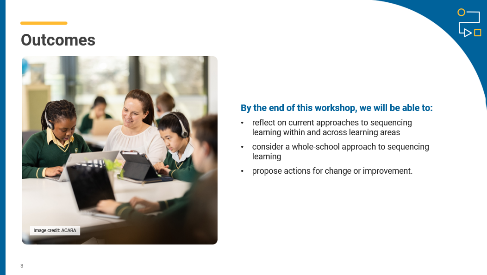 Outcomes
By the end of this workshop, we will be able to:
• reflect on current approaches to sequencing
learning within and across learning areas
• consider a whole-school approach to sequencing
learning
• propose actions for change or improvement.
Image credit: ACARA